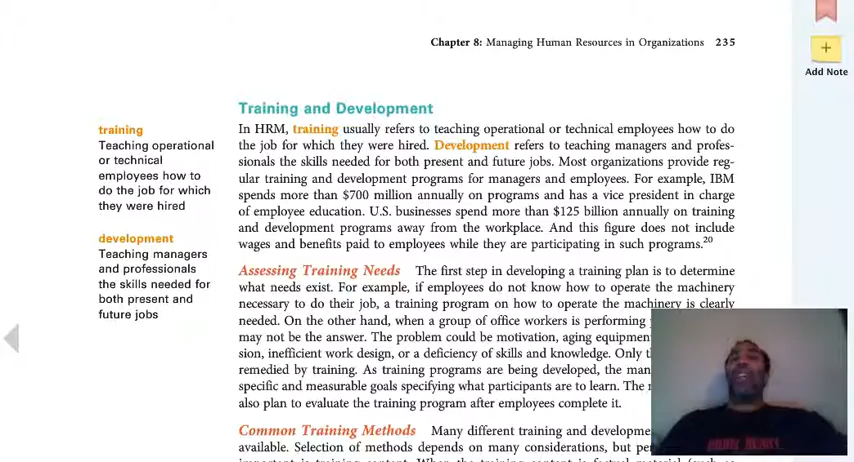 Chapter 8: Managing Human Resources in Organizations 235
Add Note
Training and Development
training
Teaching operational
or technical
employees how to
do the job for which
they were hired
development
Teaching managers
and professionals
the skills needed for
both present and
future jobs
In HRM, training usually refers to teaching operational or technical employees how to do
the job for which they were hired. Development refers to teaching managers and profes-
sionals the skills needed for both present and future jobs. Most organizations provide reg-
ular training and development programs for managers and employees. For example, IBM
spends more than $700 million annually on programs and has a vice president in charge
of employee education. U.S. businesses spend more than $125 billion annually on training
and development programs away from the workplace. And this figure does not include
wages and benefits paid to employees while they are participating in such programs.20
Assessing Training Needs The first step in developing a training plan is to determine
what needs exist. For example, if employees do not know how to operate the machinery
necessary to do their job, a training program on how to operate the machinery is clearly
needed. On the other hand, when a group of office workers is performing
may not be the answer. The problem could be motivation, aging equipment
sion, inefficient work design, or a deficiency of skills and knowledge. Only
remedied by training. As training programs are being developed, the
specific and measurable goals specifying what participants are to learn. The
also plan to evaluate the training program after employees complete it.
Common Training Methods Many different training and
available. Selection of methods depends on many considerations, but
important is training content. When the training content is factual material (such as